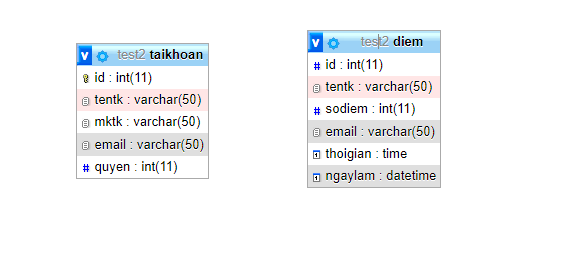 v test2 taikhoan
id : int(11)
tentk : varchar(50)
mktk : varchar(50)
email : varchar(50)
# quyen : int(11)
v test2 diem
# id : int(11)
tentk : varchar(50)
# sodiem : int(11)
email : varchar(50)
thoigian : time
ngaylam : datetime